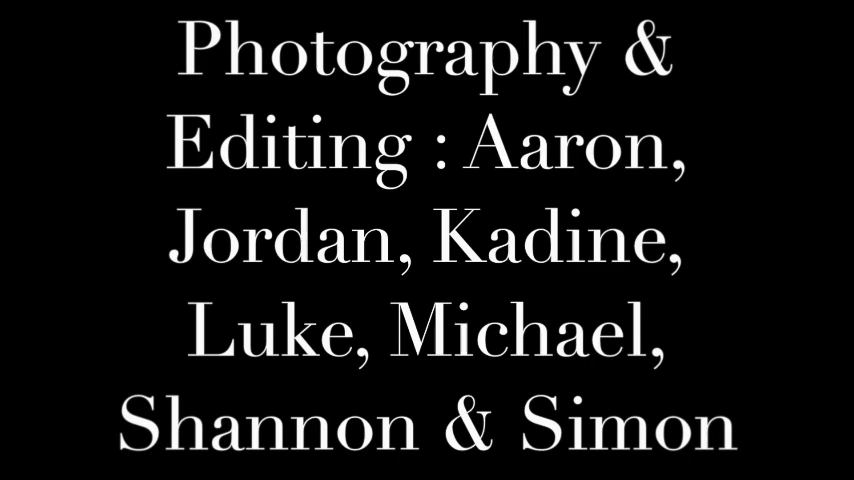 Photography &
Editing : Aaron,
Jordan, Kadine,
Luke, Michael,
Shannon & Simon